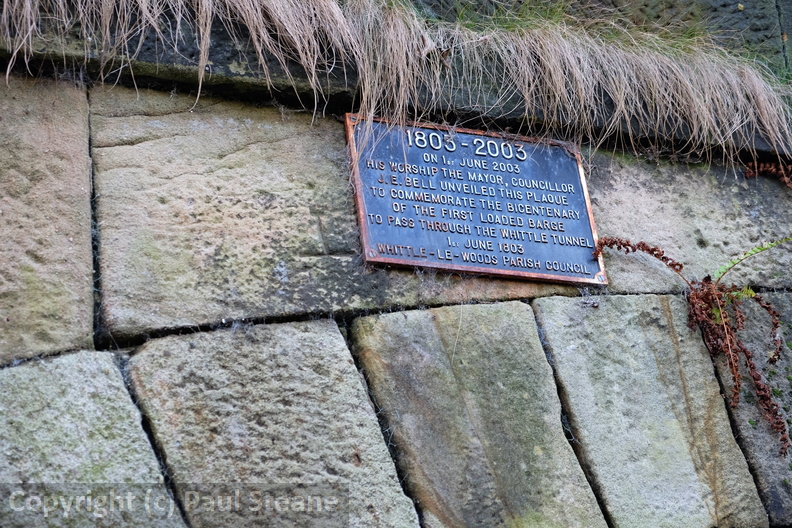 1803-2003
ON 1ST JUNE 2003
HIS WORSHIP THE MAYOR, COUNCILLOR
J. E. BELL UNVEILED THIS PLAQUE
TO COMMEMORATE THE BICENTENARY
OF THE FIRST LOADED BARGE
TO PASS THROUGH THE WHITTLE TUNNEL
1ST JUNE 1803
WHITTLE-LE-WOODS PARISH COUNCIL
Copyright (c) Paul Steane